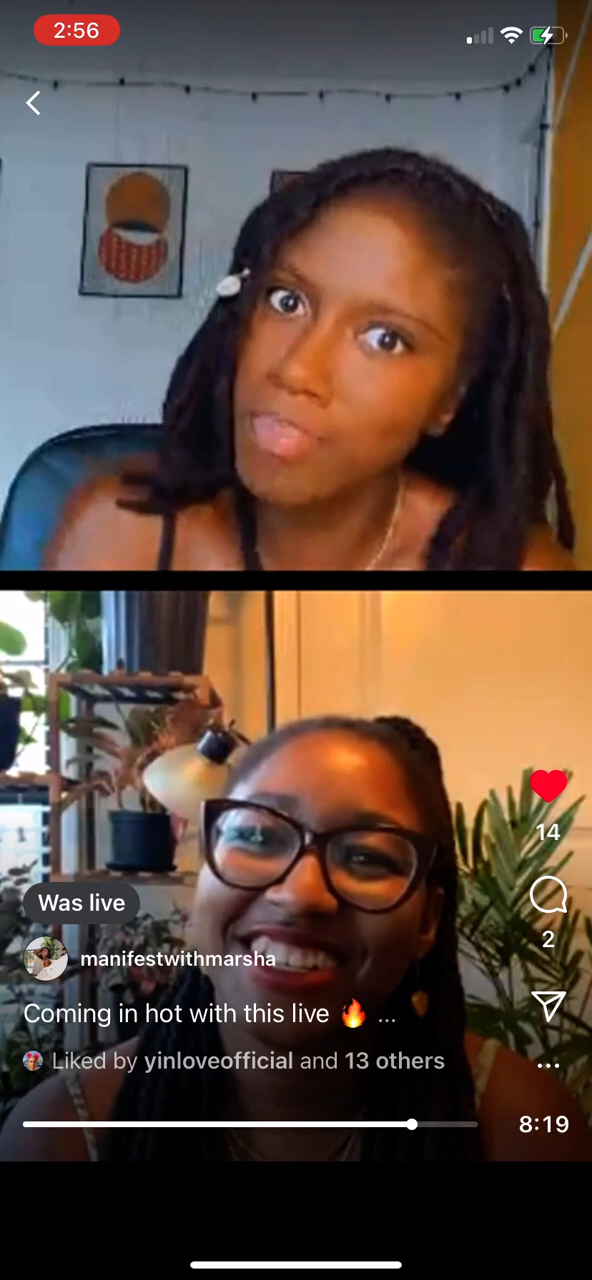 2:56
14
Was live
2
manifestwithmarsha
Coming in hot with this live 🔥 ...
Liked by yinloveofficial and 13 others
8:19